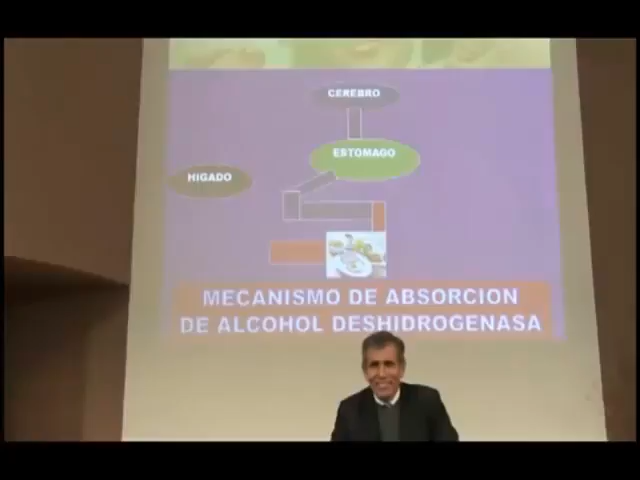 CEREBRO
ESTOMAGO
HIGADO
MECANISMO DE ABSORCION
DE ALCOHOL DESHIDROGENASA